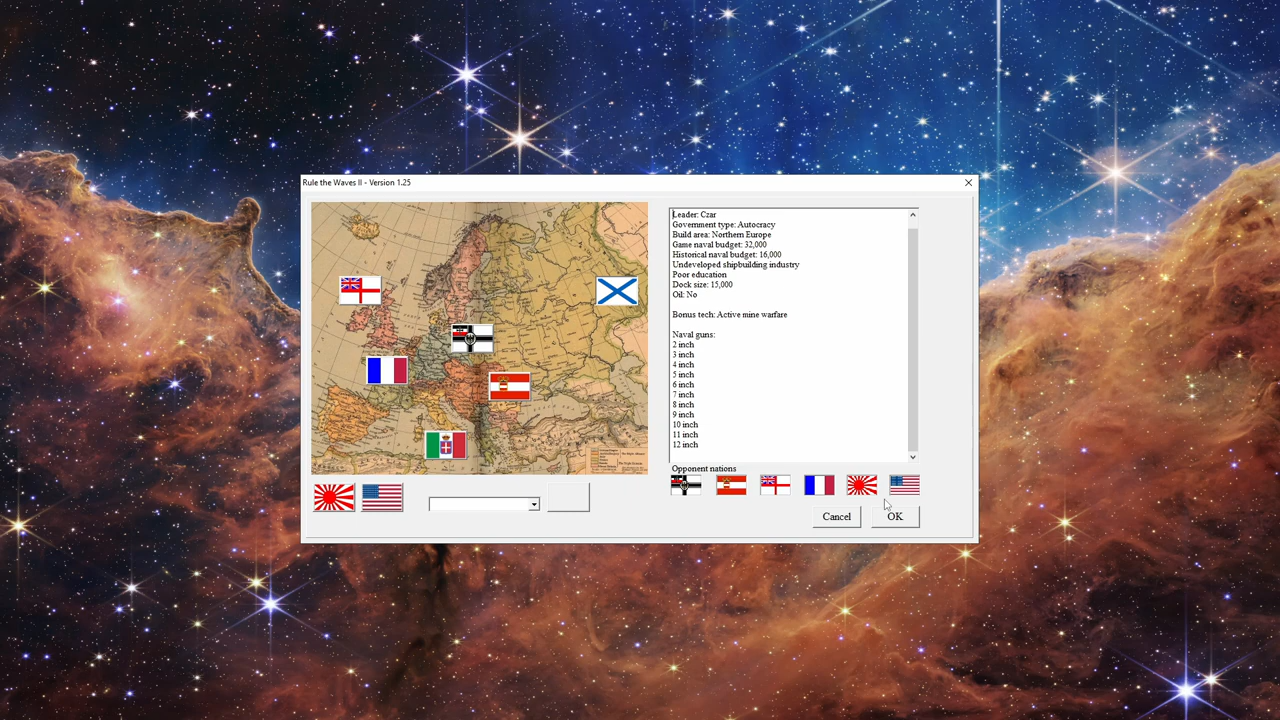 Rule the Waves II - Version 1.25
Leader: Czar
Government type: Autocracy
Build area: Northern Europe
Game naval budget: 32,000
Historical naval budget: 16,000
Undeveloped shipbuilding industry
Poor education
Dock size: 15,000
Oil: No
Bonus tech: Active mine warfare
Naval guns:
2 inch
3 inch
4 inch
5 inch
6 inch
7 inch
8 inch
9 inch
10 inch
11 inch
12 inch
Opponent nations
Cancel
OK